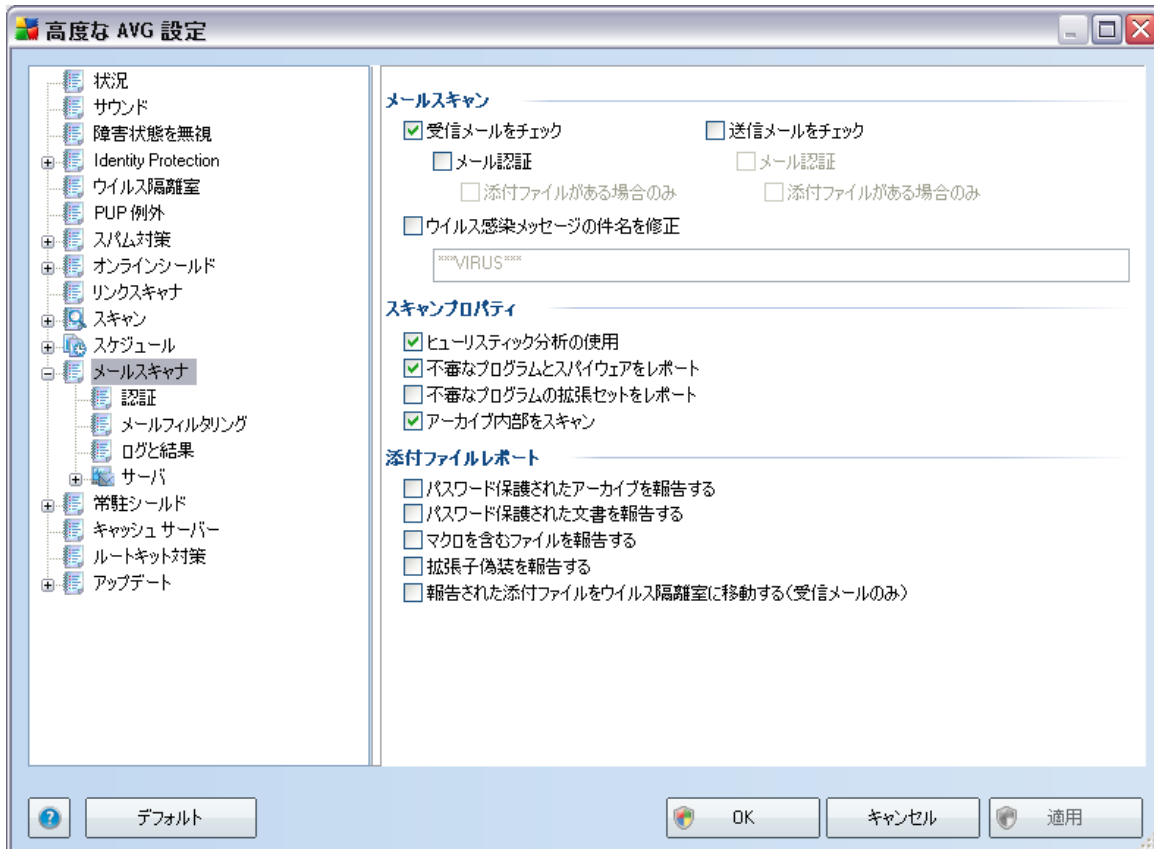 高度な AVG 設定
状況
サウンド
障害状態を無視
Identity Protection
ウイルス隔離室
PUP 例外
スパム対策
オンラインシールド
リンクスキャナ
スキャン
スケジュール
メールスキャナ
認証
メールフィルタリング
ログと結果
サーバ
常駐シールド
キャッシュ サーバー
ルートキット対策
アップデート
メールスキャン
受信メールをチェック 送信メールをチェック
メール認証 メール認証
添付ファイルがある場合のみ 添付ファイルがある場合のみ
ウイルス感染メッセージの件名を修正
***VIRUS***
スキャンプロパティ
ヒューリスティック分析の使用
不審なプログラムとスパイウェアをレポート
不審なプログラムの拡張セットをレポート
アーカイブ内部をスキャン
添付ファイルレポート
パスワード保護されたアーカイブを報告する
パスワード保護された文書を報告する
マクロを含むファイルを報告する
拡張子偽装を報告する
報告された添付ファイルをウイルス隔離室に移動する(受信メールのみ)
デフォルト OK キャンセル 適用